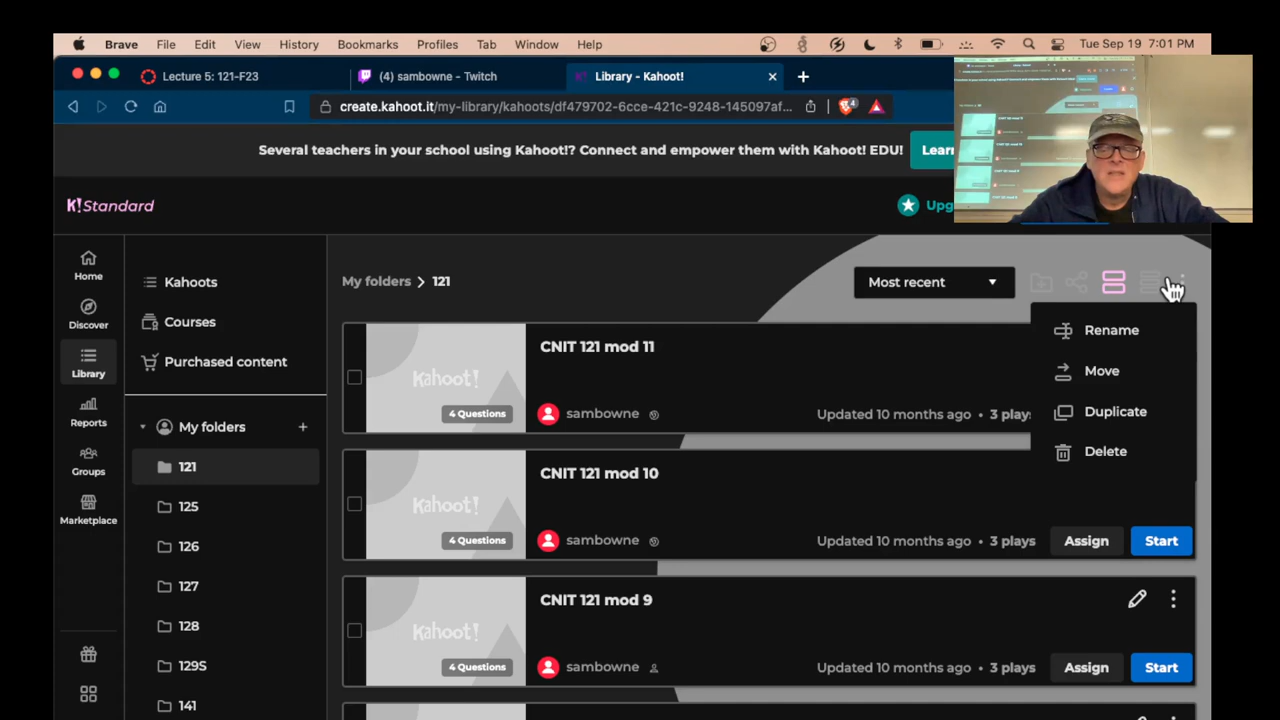 Brave File Edit View History Bookmarks Profiles Tab Window Help Tue Sep 19 7:01 PM
Lecture 5: 121-F23 (4) sambowne - Twitch Library - Kahoot!
create.kahoot.it/my-library/kahoots/df479702-6cce-421c-9248-145097af... 4
Several teachers in your school using Kahoot!? Connect and empower them with Kahoot! EDU! Learn
K!Standard
Upg
Home
Discover
Library
Reports
Groups
Marketplace
Kahoots
Courses
Purchased content
My folders +
121
125
126
127
128
129S
141
My folders > 121
Most recent
Rename
Move
Duplicate
Delete
CNIT 121 mod 11
Kahoot!
4 Questions
sambowne
Updated 10 months ago • 3 plays
CNIT 121 mod 10
Kahoot!
4 Questions
sambowne
Updated 10 months ago • 3 plays
Assign
Start
CNIT 121 mod 9
Kahoot!
4 Questions
sambowne
Updated 10 months ago • 3 plays
Assign
Start